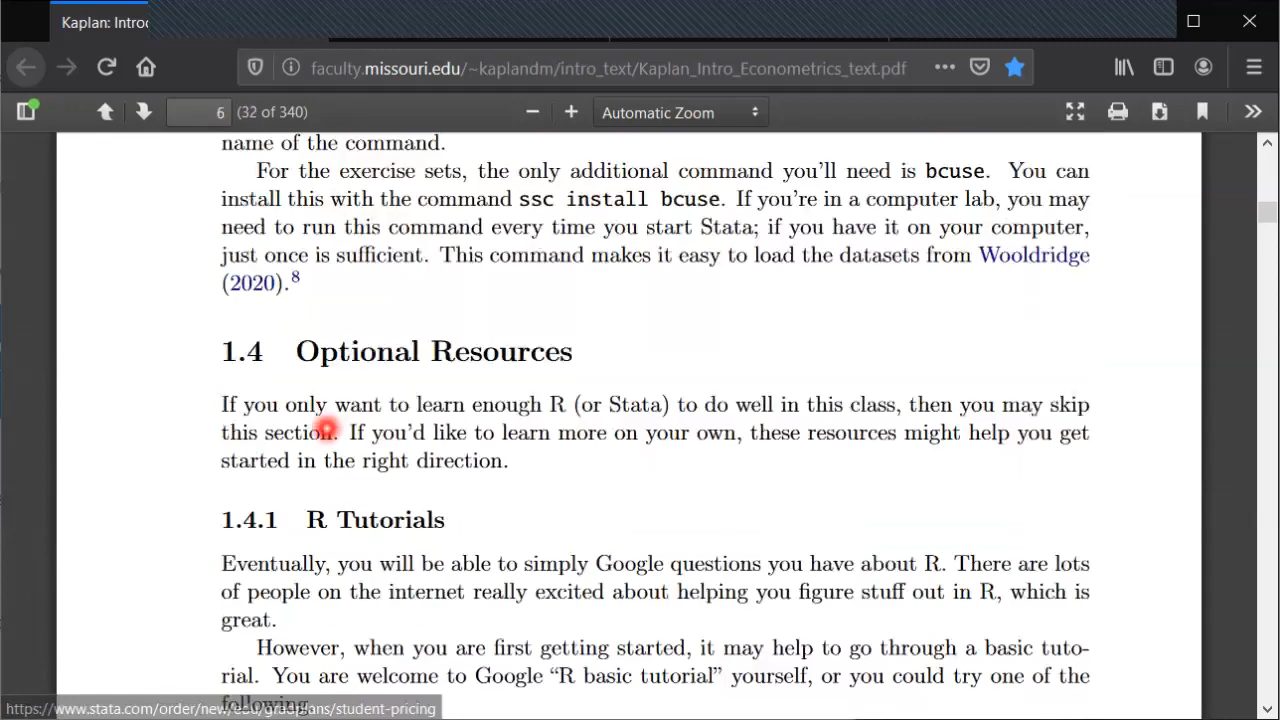 Kaplan: Intro
faculty.missouri.edu/~kaplandm/intro_text/Kaplan_Intro_Econometrics_text.pdf
6 (32 of 340) Automatic Zoom
name of the command.
For the exercise sets, the only additional command you'll need is bcuse. You can
install this with the command ssc install bcuse. If you're in a computer lab, you may
need to run this command every time you start Stata; if you have it on your computer,
just once is sufficient. This command makes it easy to load the datasets from Wooldridge
(2020).8
1.4 Optional Resources
If you only want to learn enough R (or Stata) to do well in this class, then you may skip
this section. If you'd like to learn more on your own, these resources might help you get
started in the right direction.
1.4.1 R Tutorials
Eventually, you will be able to simply Google questions you have about R. There are lots
of people on the internet really excited about helping you figure stuff out in R, which is
great.
However, when you are first getting started, it may help to go through a basic tuto-
rial. You are welcome to Google “R basic tutorial” yourself, or you could try one of the
following.
https://www.stata.com/order/new/edu/gradplans/student-pricing